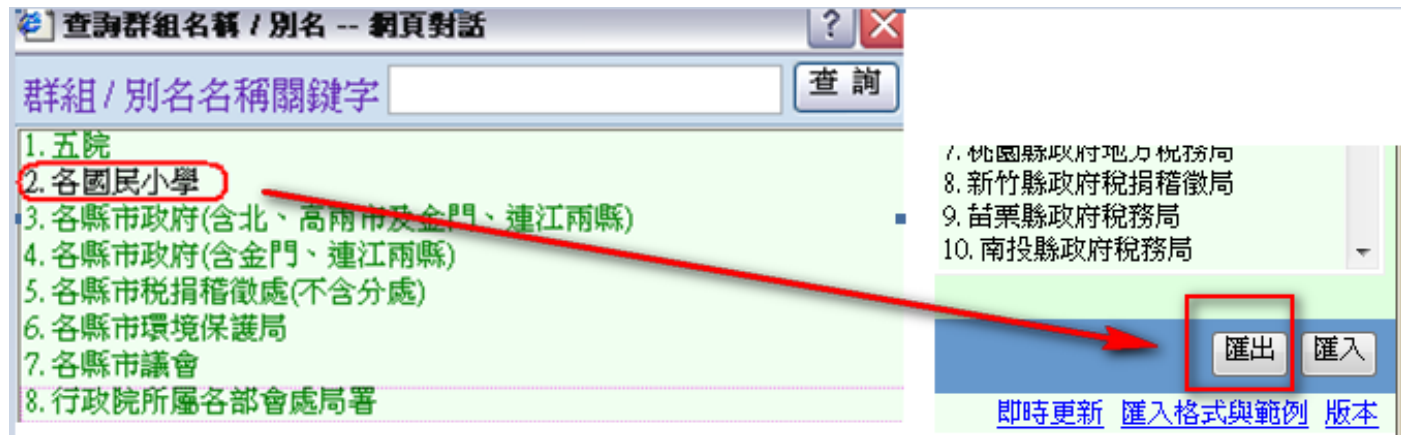 查詢群組名稱 / 別名 -- 網頁對話
群組 / 別名名稱關鍵字
查 詢
1. 五院
2. 各國民小學
3. 各縣市政府(含北、高兩市及金門、連江兩縣)
4. 各縣市政府(含金門、連江兩縣)
5. 各縣市稅捐稽徵處(不含分處)
6. 各縣市環境保護局
7. 各縣市議會
8. 行政院所屬各部會處局署
7. 桃園縣政府地方稅務局
8. 新竹縣政府稅捐稽徵局
9. 苗栗縣政府稅務局
10. 南投縣政府稅務局
匯出 匯入
即時更新 匯入格式與範例 版本